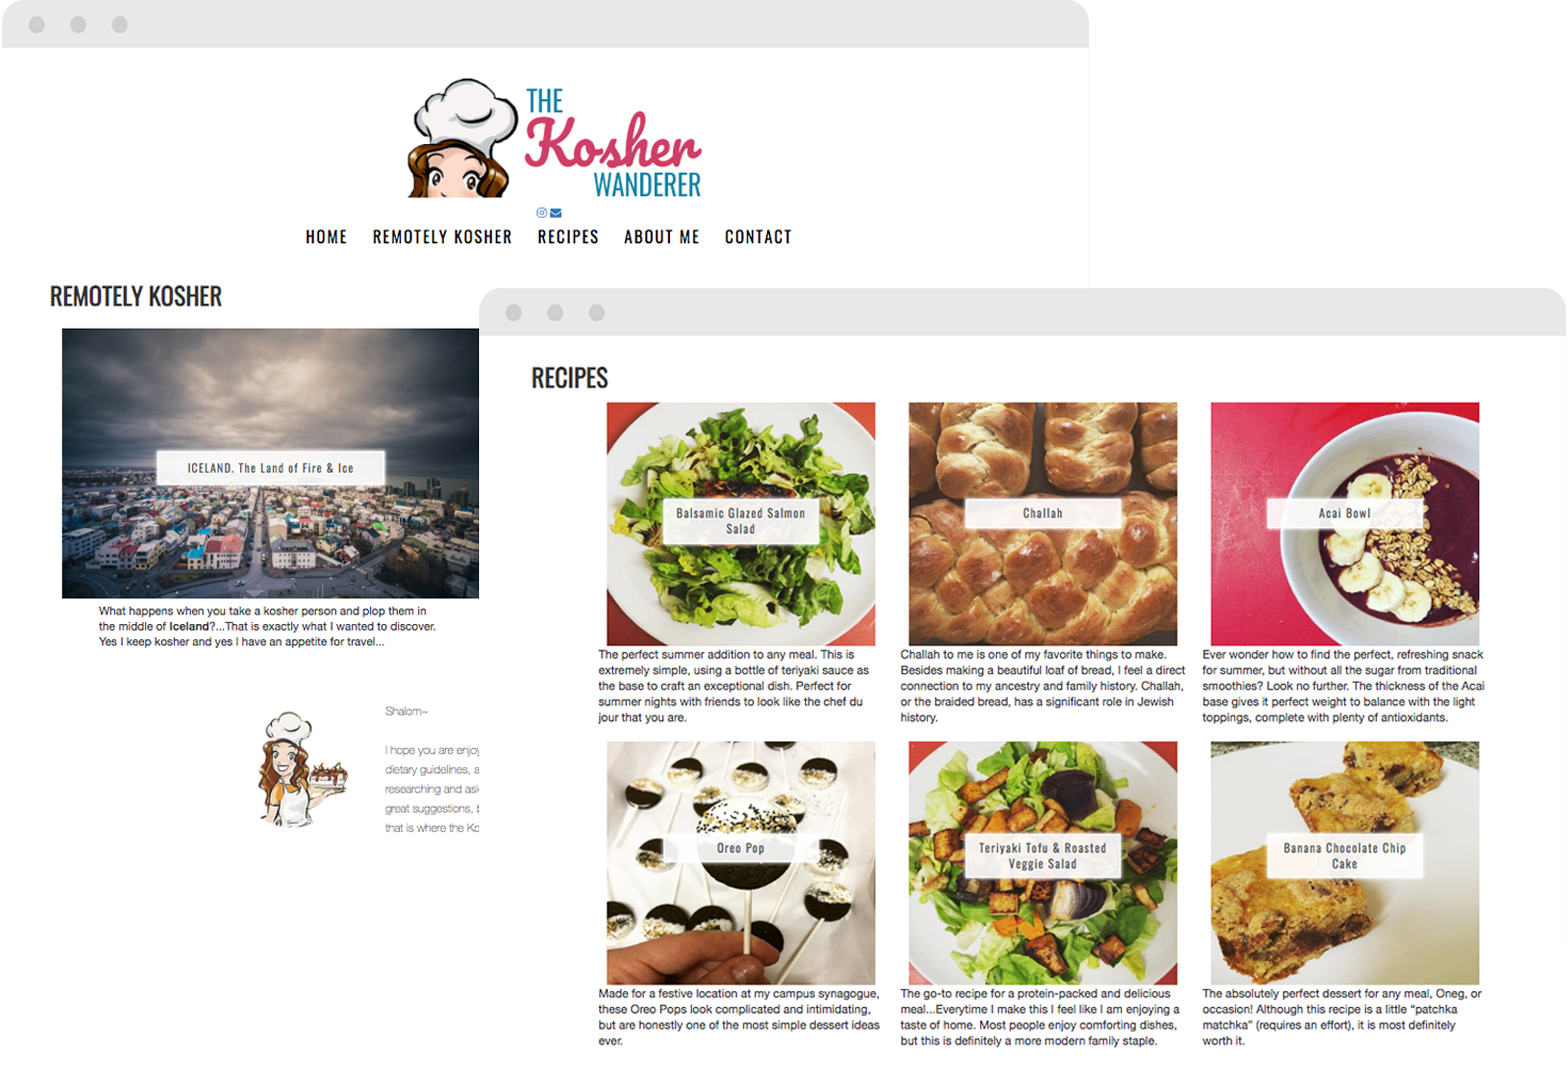 THE
Kosher
WANDERER
HOME REMOTELY KOSHER RECIPES ABOUT ME CONTACT
REMOTELY KOSHER
ICELAND. The Land of Fire & Ice
What happens when you take a kosher person and plop them in
the middle of Iceland?...That is exactly what I wanted to discover.
Yes I keep kosher and yes I have an appetite for travel...
Shalom~
I hope you are enjoy
dietary guidelines, a
researching and ask
great suggestions, b
that is where the Ko
RECIPES
Balsamic Glazed Salmon
Salad
The perfect summer addition to any meal. This is
extremely simple, using a bottle of teriyaki sauce as
the base to craft an exceptional dish. Perfect for
summer nights with friends to look like the chef du
jour that you are.
Challah
Challah to me is one of my favorite things to make.
Besides making a beautiful loaf of bread, I feel a direct
connection to my ancestry and family history. Challah,
or the braided bread, has a significant role in Jewish
history.
Acai Bowl
Ever wonder how to find the perfect, refreshing snack
for summer, but without all the sugar from traditional
smoothies? Look no further. The thickness of the Acai
base gives it perfect weight to balance with the light
toppings, complete with plenty of antioxidants.
Oreo Pop
Made for a festive location at my campus synagogue,
these Oreo Pops look complicated and intimidating,
but are honestly one of the most simple dessert ideas
ever.
Teriyaki Tofu & Roasted
Veggie Salad
The go-to recipe for a protein-packed and delicious
meal...Everytime I make this I feel like I am enjoying a
taste of home. Most people enjoy comforting dishes,
but this is definitely a more modern family staple.
Banana Chocolate Chip
Cake
The absolutely perfect dessert for any meal, Oneg, or
occasion! Although this recipe is a little “patchka
matchka” (requires an effort), it is most definitely
worth it.